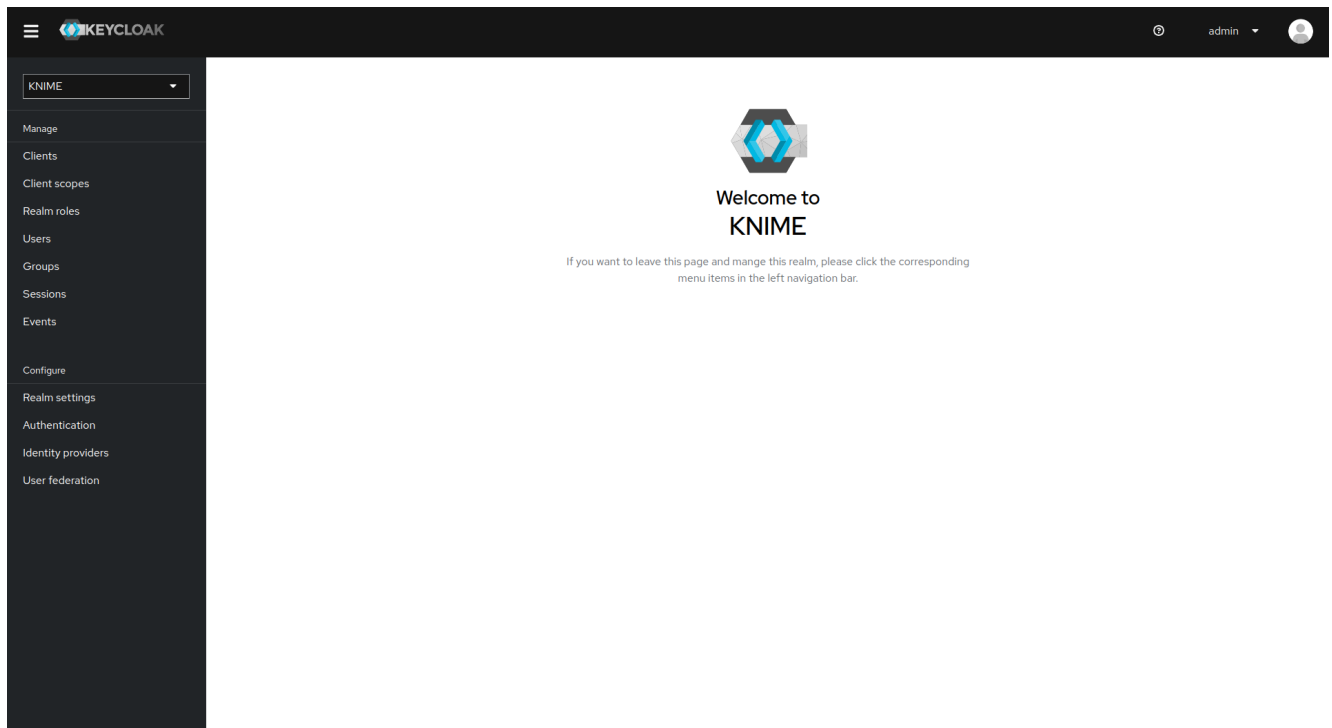 KEYCLOAK
admin
KNIME
Manage
Clients
Client scopes
Realm roles
Users
Groups
Sessions
Events
Configure
Realm settings
Authentication
Identity providers
User federation
Welcome to
KNIME
If you want to leave this page and mange this realm, please click the corresponding
menu items in the left navigation bar.